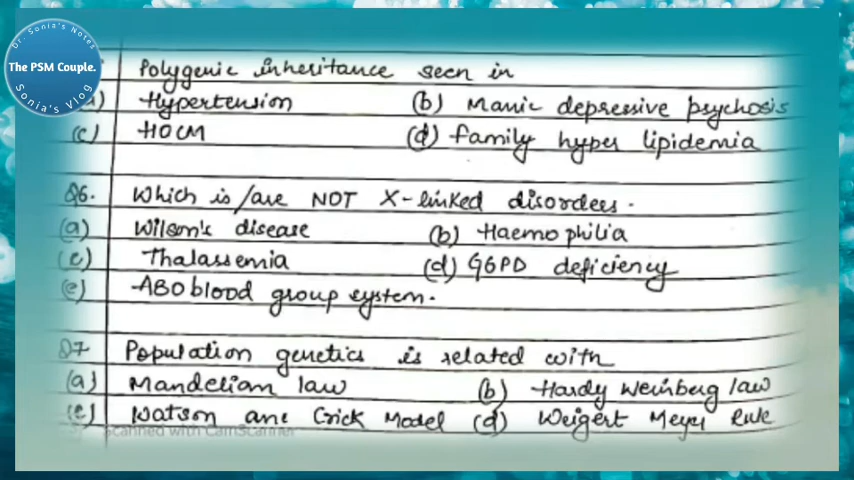 Dr. Sonia's Notes
The PSM Couple.
Sonia's Vlog
Polygenic inheritance seen in
(a) Hypertension (b) Manic depressive psychosis
(c) HOCM (d) family hyper lipidemia
Q6. Which is/are NOT X-linked disorders.
(a) Wilson's disease (b) Haemophilia
(c) Thalassemia (d) G6PD deficiency
(e) ABO blood group system.
Q7 Population genetics is related with
(a) Mandelian law (b) Hardy Weinberg law
(c) Watson and Crick Model (d) Weigert Meyer Rule
Scanned with CamScanner